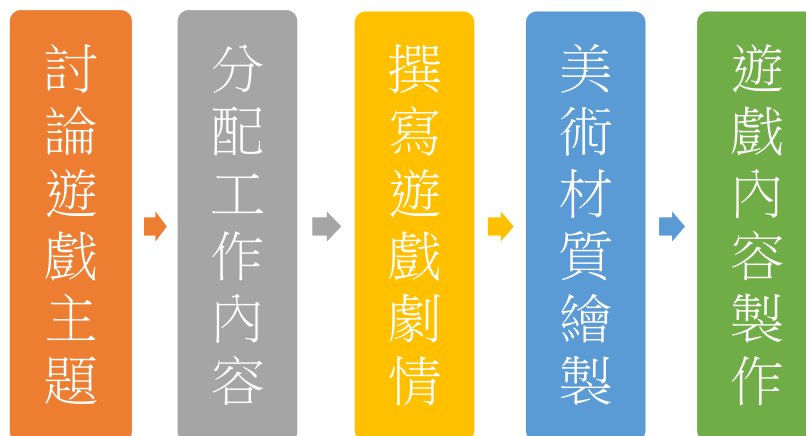 討論遊戲主題
分配工作內容
撰寫遊戲劇情
美術材質繪製
遊戲內容製作